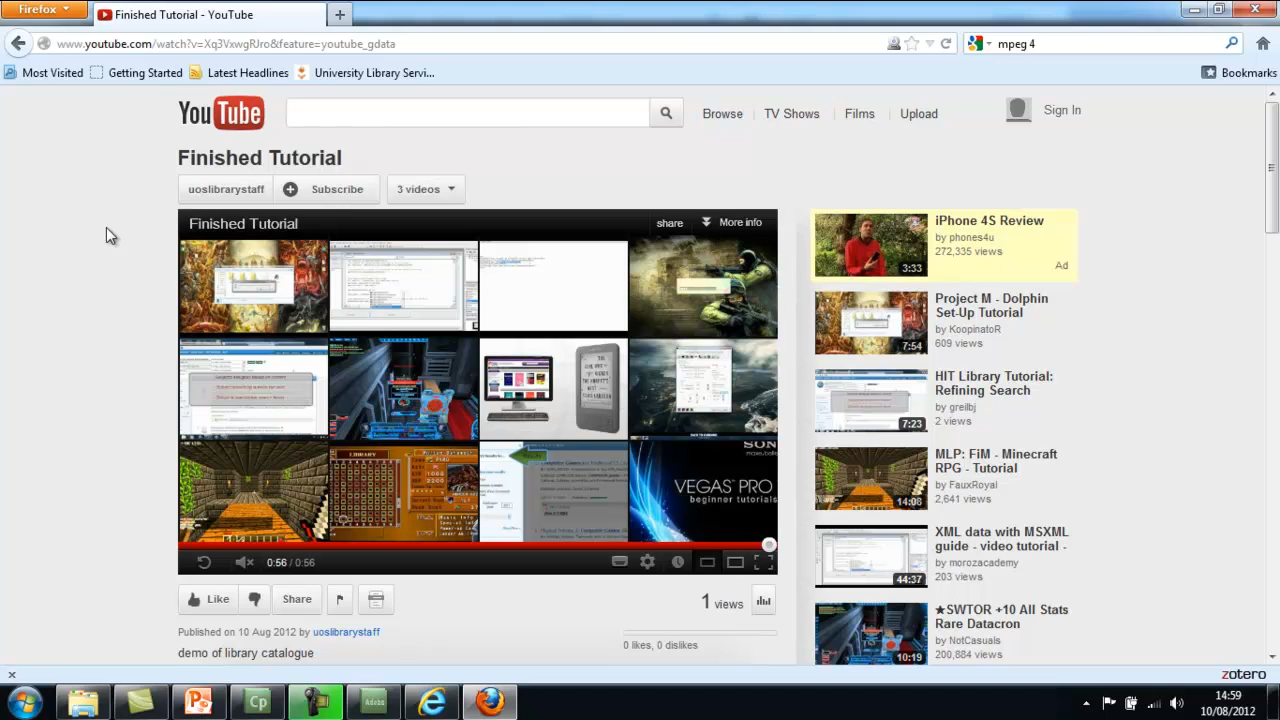 Firefox
Finished Tutorial - YouTube
www.youtube.com/watch?v=Xq3VxwgRJro&feature=youtube_gdata
mpeg 4
Most Visited
Getting Started
Latest Headlines
University Library Servi...
Bookmarks
YouTube
Browse
TV Shows
Films
Upload
Sign In
Finished Tutorial
uoslibrarystaff
Subscribe
3 videos
Finished Tutorial
share
More info
LIBRARY
SONY
VEGAS PRO
beginner tutorials
0:56 / 0:56
Like
Share
1 views
Published on 10 Aug 2012 by uoslibrarystaff
0 likes, 0 dislikes
demo of library catalogue
iPhone 4S Review
by phones4u
272,335 views
Ad
3:33
Project M - Dolphin
Set-Up Tutorial
by KoopinatoR
609 views
7:54
HIT Library Tutorial:
Refining Search
by greilbj
2 views
7:23
MLP: FiM - Minecraft
RPG - Tutorial
by FauxRoyal
2,641 views
14:08
XML data with MSXML
guide - video tutorial -
by morozacademy
203 views
44:37
★SWTOR +10 All Stats
Rare Datacron
by NotCasuals
200,884 views
10:19
zotero
Cp
Adobe
14:59
10/08/2012